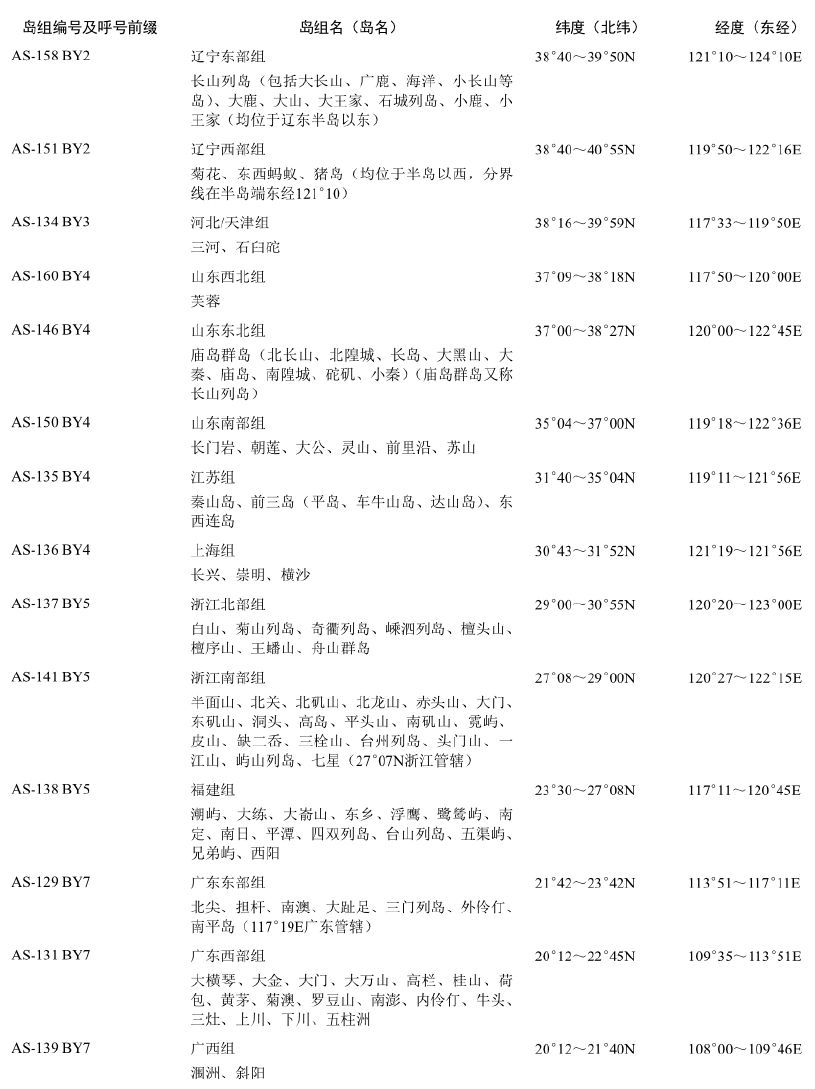 岛组编号及呼号前缀 岛组名（岛名） 纬度（北纬） 经度（东经）
AS-158 BY2 辽宁东部组 38°40～39°50N 121°10～124°10E
长山列岛（包括大长山、广鹿、海洋、小长山等
岛）、大鹿、大山、大王家、石城列岛、小鹿、小
王家（均位于辽东半岛以东）
AS-151 BY2 辽宁西部组 38°40～40°55N 119°50～122°16E
菊花、东西蚂蚁、猪岛（均位于半岛以西，分界
线在半岛端东经121°10）
AS-134 BY3 河北/天津组 38°16～39°59N 117°33～119°50E
三河、石臼砣
AS-160 BY4 山东西北组 37°09～38°18N 117°50～120°00E
芙蓉
AS-146 BY4 山东东北组 37°00～38°27N 120°00～122°45E
庙岛群岛（北长山、北隍城、长岛、大黑山、大
秦、庙岛、南隍城、砣矶、小秦）（庙岛群岛又称
长山列岛）
AS-150 BY4 山东南部组 35°04～37°00N 119°18～122°36E
长门岩、朝莲、大公、灵山、前里沿、苏山
AS-135 BY4 江苏组 31°40～35°04N 119°11～121°56E
秦山岛、前三岛（平岛、车牛山岛、达山岛）、东
西连岛
AS-136 BY4 上海组 30°43～31°52N 121°19～121°56E
长兴、崇明、横沙
AS-137 BY5 浙江北部组 29°00～30°55N 120°20～123°00E
白山、菊山列岛、奇衢列岛、嵊泗列岛、檀头山、
檀序山、王蟠山、舟山群岛
AS-141 BY5 浙江南部组 27°08～29°00N 120°27～122°15E
半面山、北关、北矶山、北龙山、赤头山、大门、
东矶山、洞头、高岛、平头山、南矶山、霓屿、
皮山、缺二岙、三栓山、台州列岛、头门山、一
江山、屿山列岛、七星（27°07N浙江管辖）
AS-138 BY5 福建组 23°30～27°08N 117°11～120°45E
潮屿、大练、大嵛山、东乡、浮鹰、鹭鸶屿、南
定、南日、平潭、四双列岛、台山列岛、五渠屿、
兄弟屿、西阳
AS-129 BY7 广东东部组 21°42～23°42N 113°51～117°11E
北尖、担杆、南澳、大趾足、三门列岛、外伶仃、
南平岛（117°19E广东管辖）
AS-131 BY7 广东西部组 20°12～22°45N 109°35～113°51E
大横琴、大金、大门、大万山、高栏、桂山、荷
包、黄茅、菊澳、罗豆山、南澎、内伶仃、牛头、
三灶、上川、下川、五柱洲
AS-139 BY7 广西组 20°12～21°40N 108°00～109°46E
涠洲、斜阳